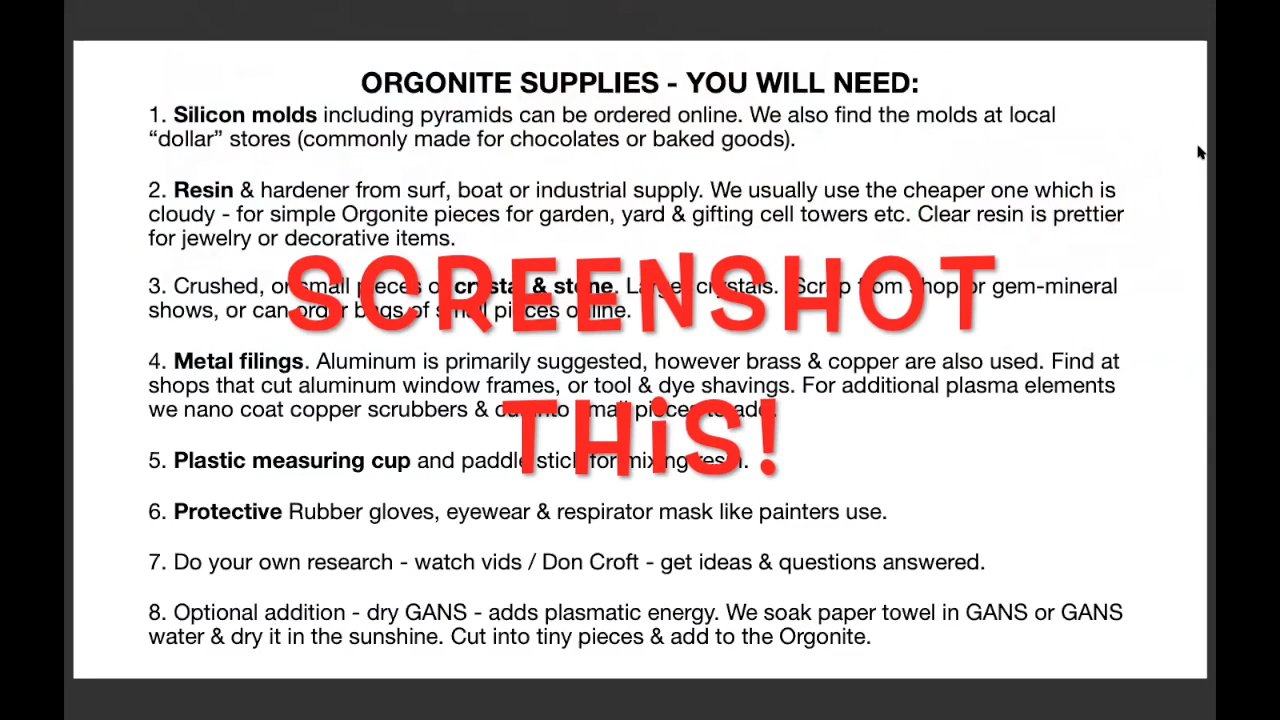 ORGONITE SUPPLIES - YOU WILL NEED:
1. Silicon molds including pyramids can be ordered online. We also find the molds at local
“dollar” stores (commonly made for chocolates or baked goods).
2. Resin & hardener from surf, boat or industrial supply. We usually use the cheaper one which is
cloudy - for simple Orgonite pieces for garden, yard & gifting cell towers etc. Clear resin is prettier
for jewelry or decorative items.
3. Crushed, or small pieces of crystal & stone. crystals. from shop or gem-mineral
shows, or can order bags of small pieces online.
SCREENSHOT
4. Metal filings. Aluminum is primarily suggested, however brass & copper are also used. Find at
shops that cut aluminum window frames, or tool & dye shavings. For additional plasma elements
we nano coat copper scrubbers & cut into small pieces to add.
THiS!
5. Plastic measuring cup and paddle stick for mixing resin.
6. Protective Rubber gloves, eyewear & respirator mask like painters use.
7. Do your own research - watch vids / Don Croft - get ideas & questions answered.
8. Optional addition - dry GANS - adds plasmatic energy. We soak paper towel in GANS or GANS
water & dry it in the sunshine. Cut into tiny pieces & add to the Orgonite.